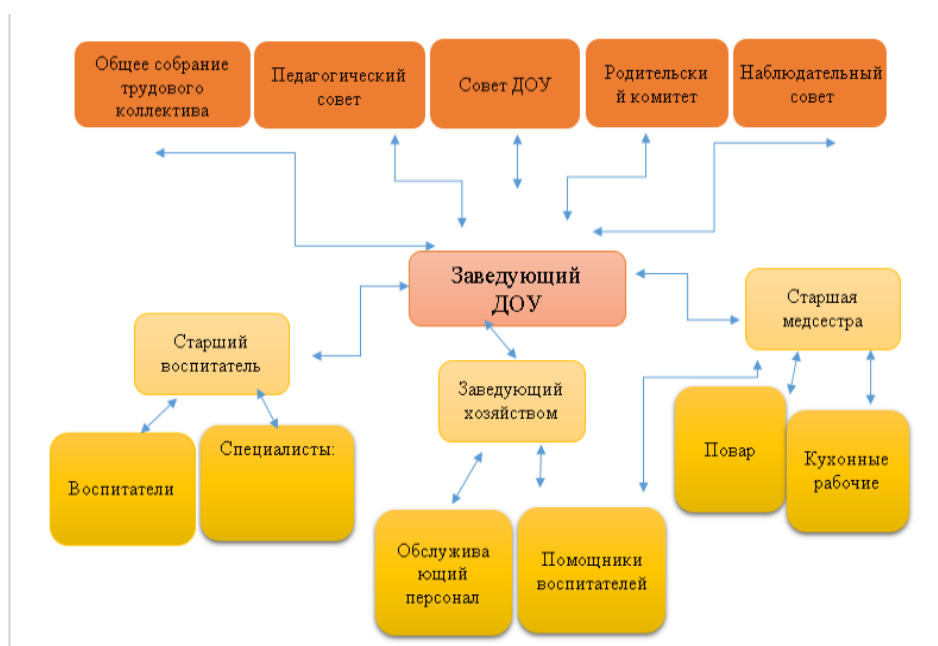 Общее собрание
трудового
коллектива
Педагогический
совет
Совет ДОУ
Родительски
й комитет
Наблюдательный
совет
Заведующий
ДОУ
Старшая
медсестра
Старший
воспитатель
Заведующий
хозяйством
Воспитатели
Специалисты:
Повар
Кухонные
рабочие
Обслужива
ющий
персонал
Помощники
воспитателей